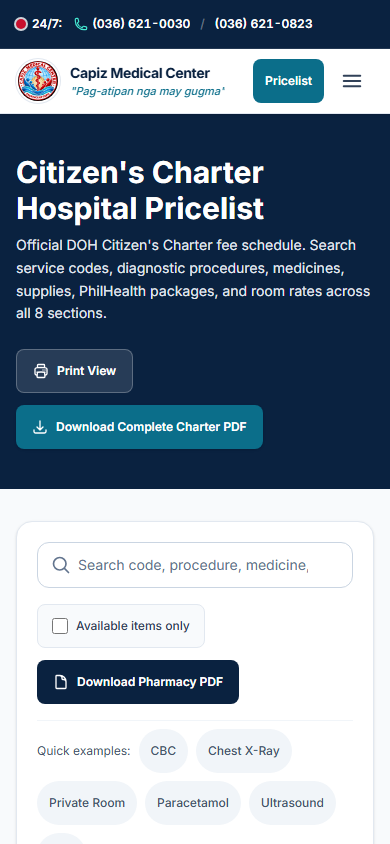 24/7: (036) 621-0030 / (036) 621-0823
Capiz Medical Center
"Pag-atipan nga may gugma"
Pricelist
Citizen's Charter
Hospital Pricelist
Official DOH Citizen's Charter fee schedule. Search
service codes, diagnostic procedures, medicines,
supplies, PhilHealth packages, and room rates across
all 8 sections.
Print View
Download Complete Charter PDF
Search code, procedure, medicine,
Available items only
Download Pharmacy PDF
Quick examples: CBC Chest X-Ray
Private Room Paracetamol Ultrasound